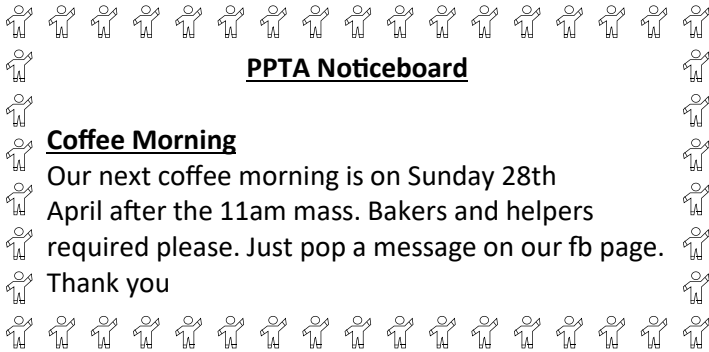 PPTA Noticeboard
Coffee Morning
Our next coffee morning is on Sunday 28th
April after the 11am mass. Bakers and helpers
required please. Just pop a message on our fb page.
Thank you